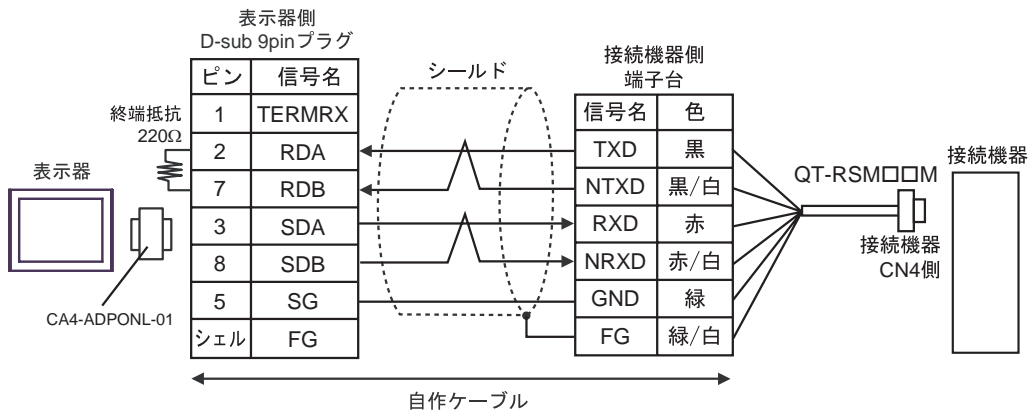 表示器側
D-sub 9pinプラグ
ピン 信号名
1 TERMRX
2 RDA
7 RDB
3 SDA
8 SDB
5 SG
シェル FG
終端抵抗
220Ω
表示器
CA4-ADPONL-01
シールド
接続機器側
端子台
信号名 色
TXD 黒
NTXD 黒/白
RXD 赤
NRXD 赤/白
GND 緑
FG 緑/白
QT-RSM□□M
接続機器
CN4側
接続機器
自作ケーブル